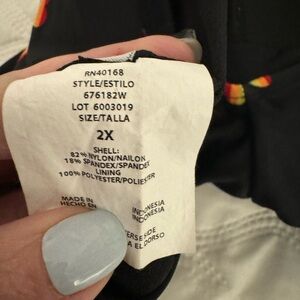 RN40168
STYLE/ESTILO
676182W
LOT 6003019
SIZE/TALLA
2X
SHELL:
82% NYLON/NAILON
18% SPANDEX/SPANDEX
LINING
100% POLYESTER/POLIESTER
MADE IN INDONESIA
HECHO EN INDONESIA